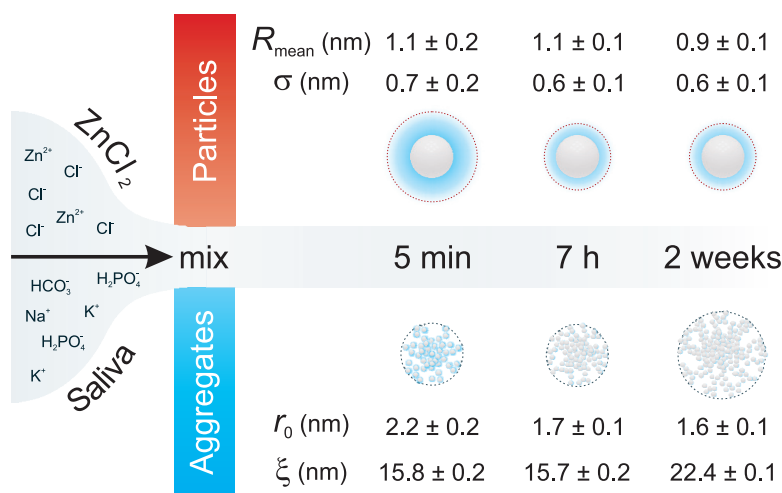 R_mean (nm) 1.1 ± 0.2 1.1 ± 0.1 0.9 ± 0.1
σ (nm) 0.7 ± 0.2 0.6 ± 0.1 0.6 ± 0.1
ZnCl₂
Zn²⁺
Cl⁻
Cl⁻
Zn²⁺
Cl⁻
Cl⁻
Particles
mix 5 min 7 h 2 weeks
HCO₃⁻
H₂PO₄⁻
Na⁺
K⁺
H₂PO₄⁻
K⁺
Saliva
Aggregates
r₀ (nm) 2.2 ± 0.2 1.7 ± 0.1 1.6 ± 0.1
ξ (nm) 15.8 ± 0.2 15.7 ± 0.2 22.4 ± 0.1